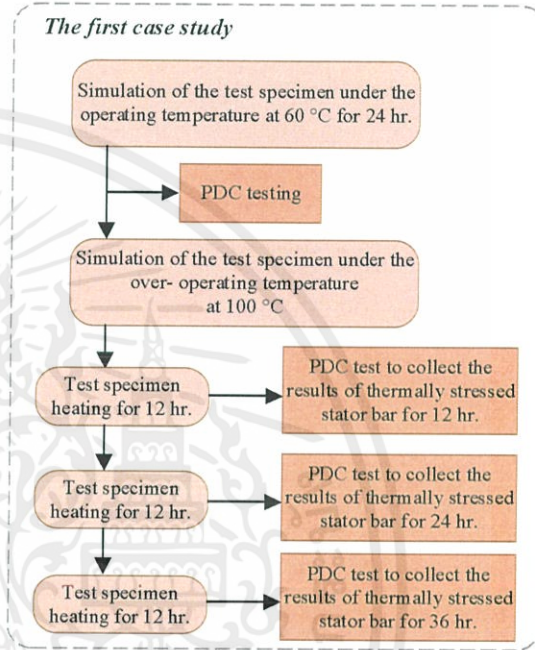 The first case study
Simulation of the test specimen under the
operating temperature at 60 °C for 24 hr.
PDC testing
Simulation of the test specimen under the
over- operating temperature
at 100 °C
Test specimen
heating for 12 hr.
PDC test to collect the
results of thermally stressed
stator bar for 12 hr.
Test specimen
heating for 12 hr.
PDC test to collect the
results of thermally stressed
stator bar for 24 hr.
Test specimen
heating for 12 hr.
PDC test to collect the
results of thermally stressed
stator bar for 36 hr.